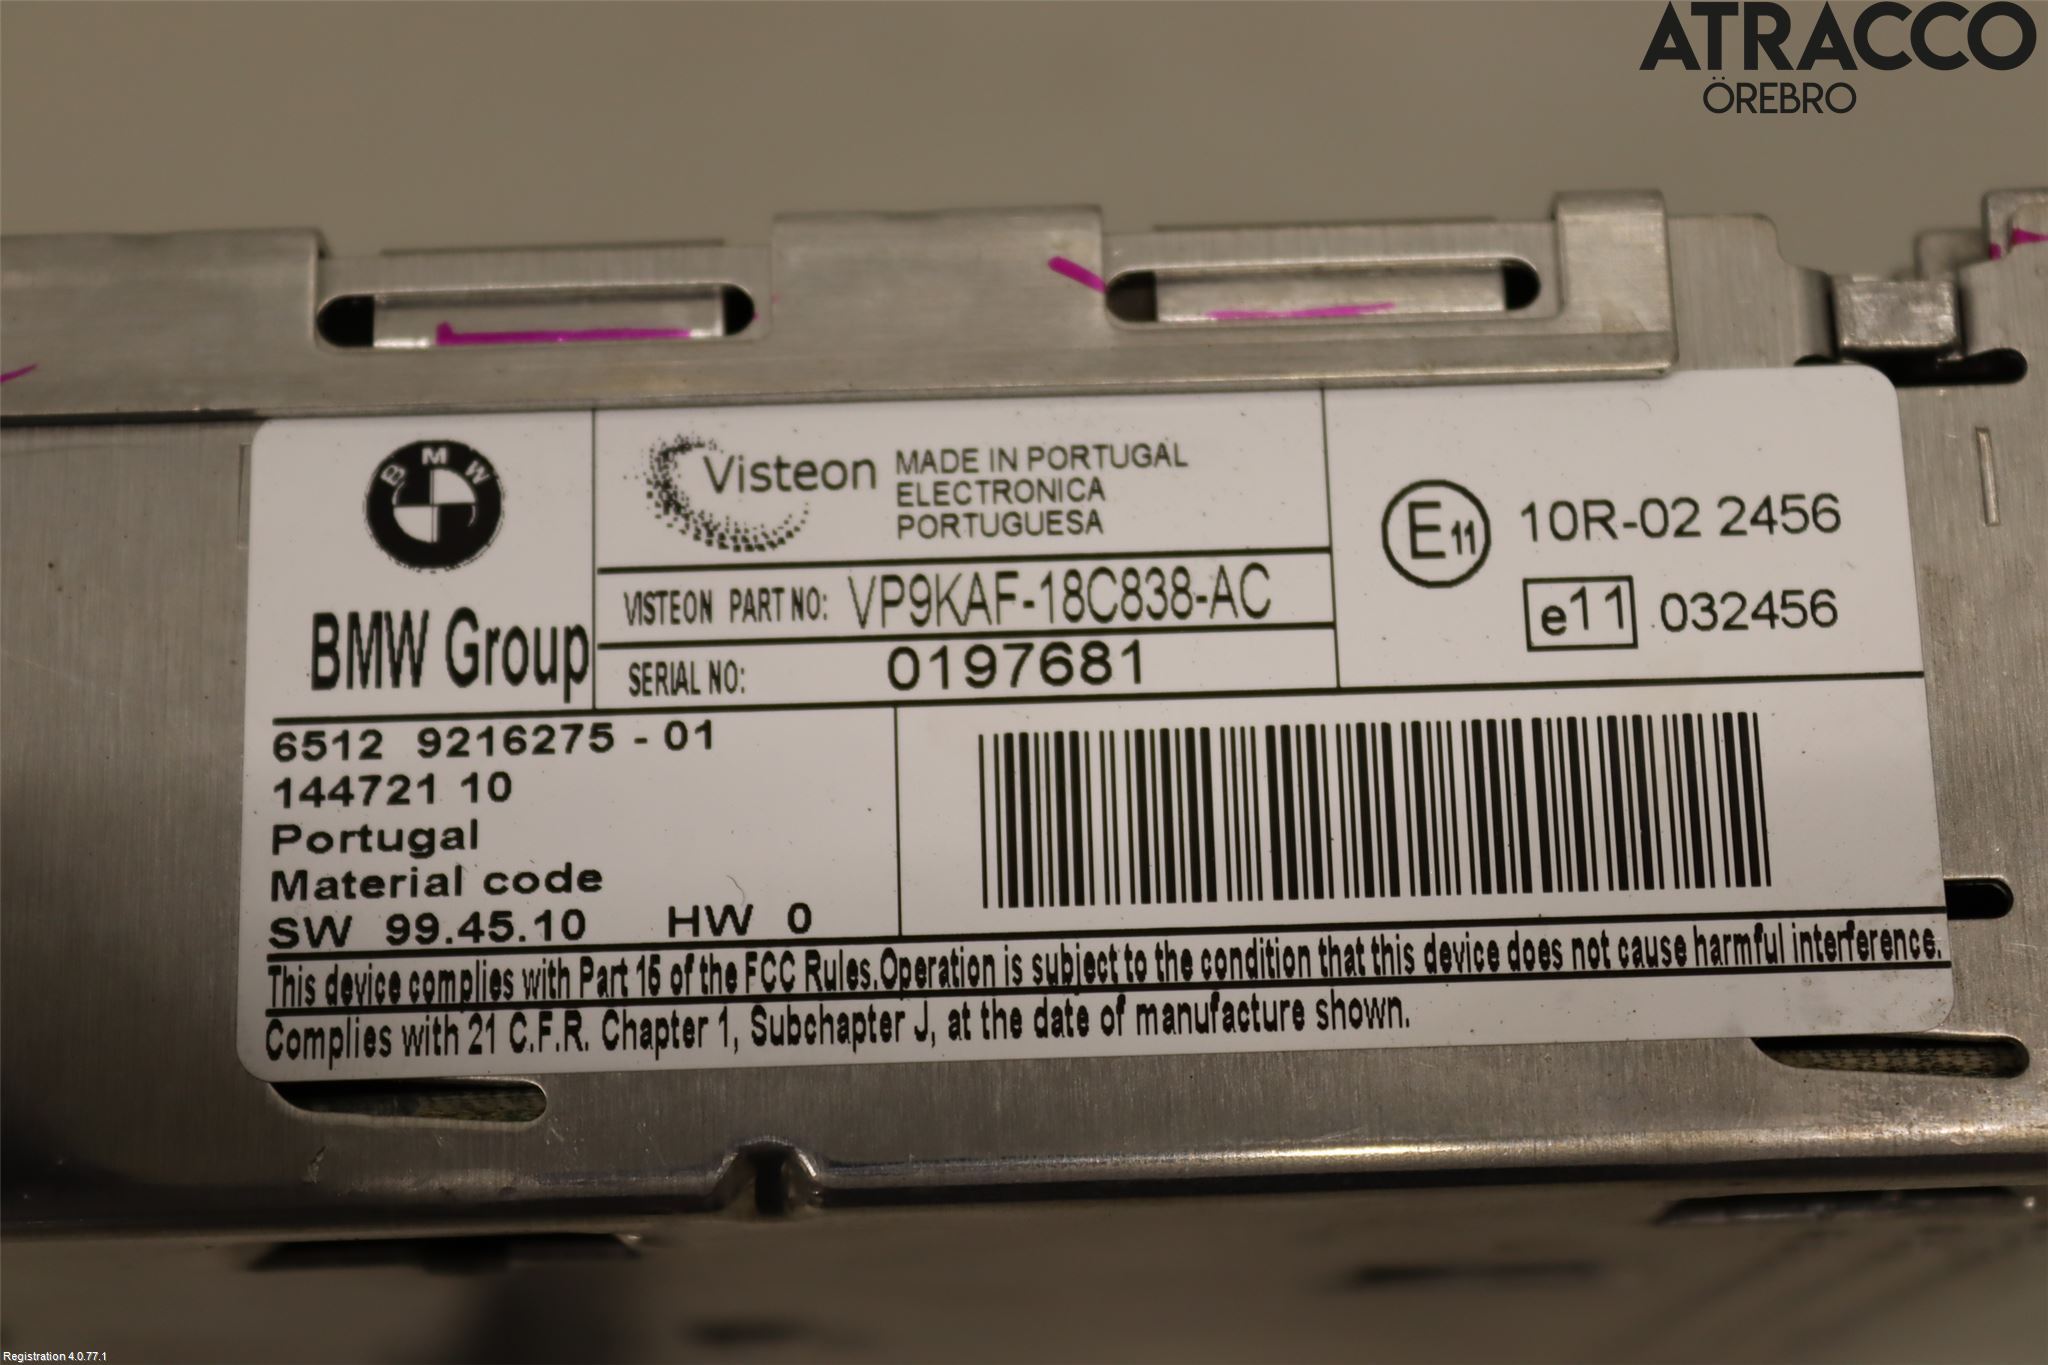 ATRACCO
ÖREBRO
BMW
BMW Group
Visteon
MADE IN PORTUGAL
ELECTRONICA
PORTUGUESA
VISTEON PART NO: VP9KAF-18C838-AC
SERIAL NO: 0197681
E11 10R-02 2456
e11 032456
6512 9216275 - 01
144721 10
Portugal
Material code
SW 99.45.10 HW 0
This device complies with Part 15 of the FCC Rules.Operation is subject to the condition that this device does not cause harmful interference.
Complies with 21 C.F.R. Chapter 1, Subchapter J, at the date of manufacture shown.
Registration 4.0.77.1